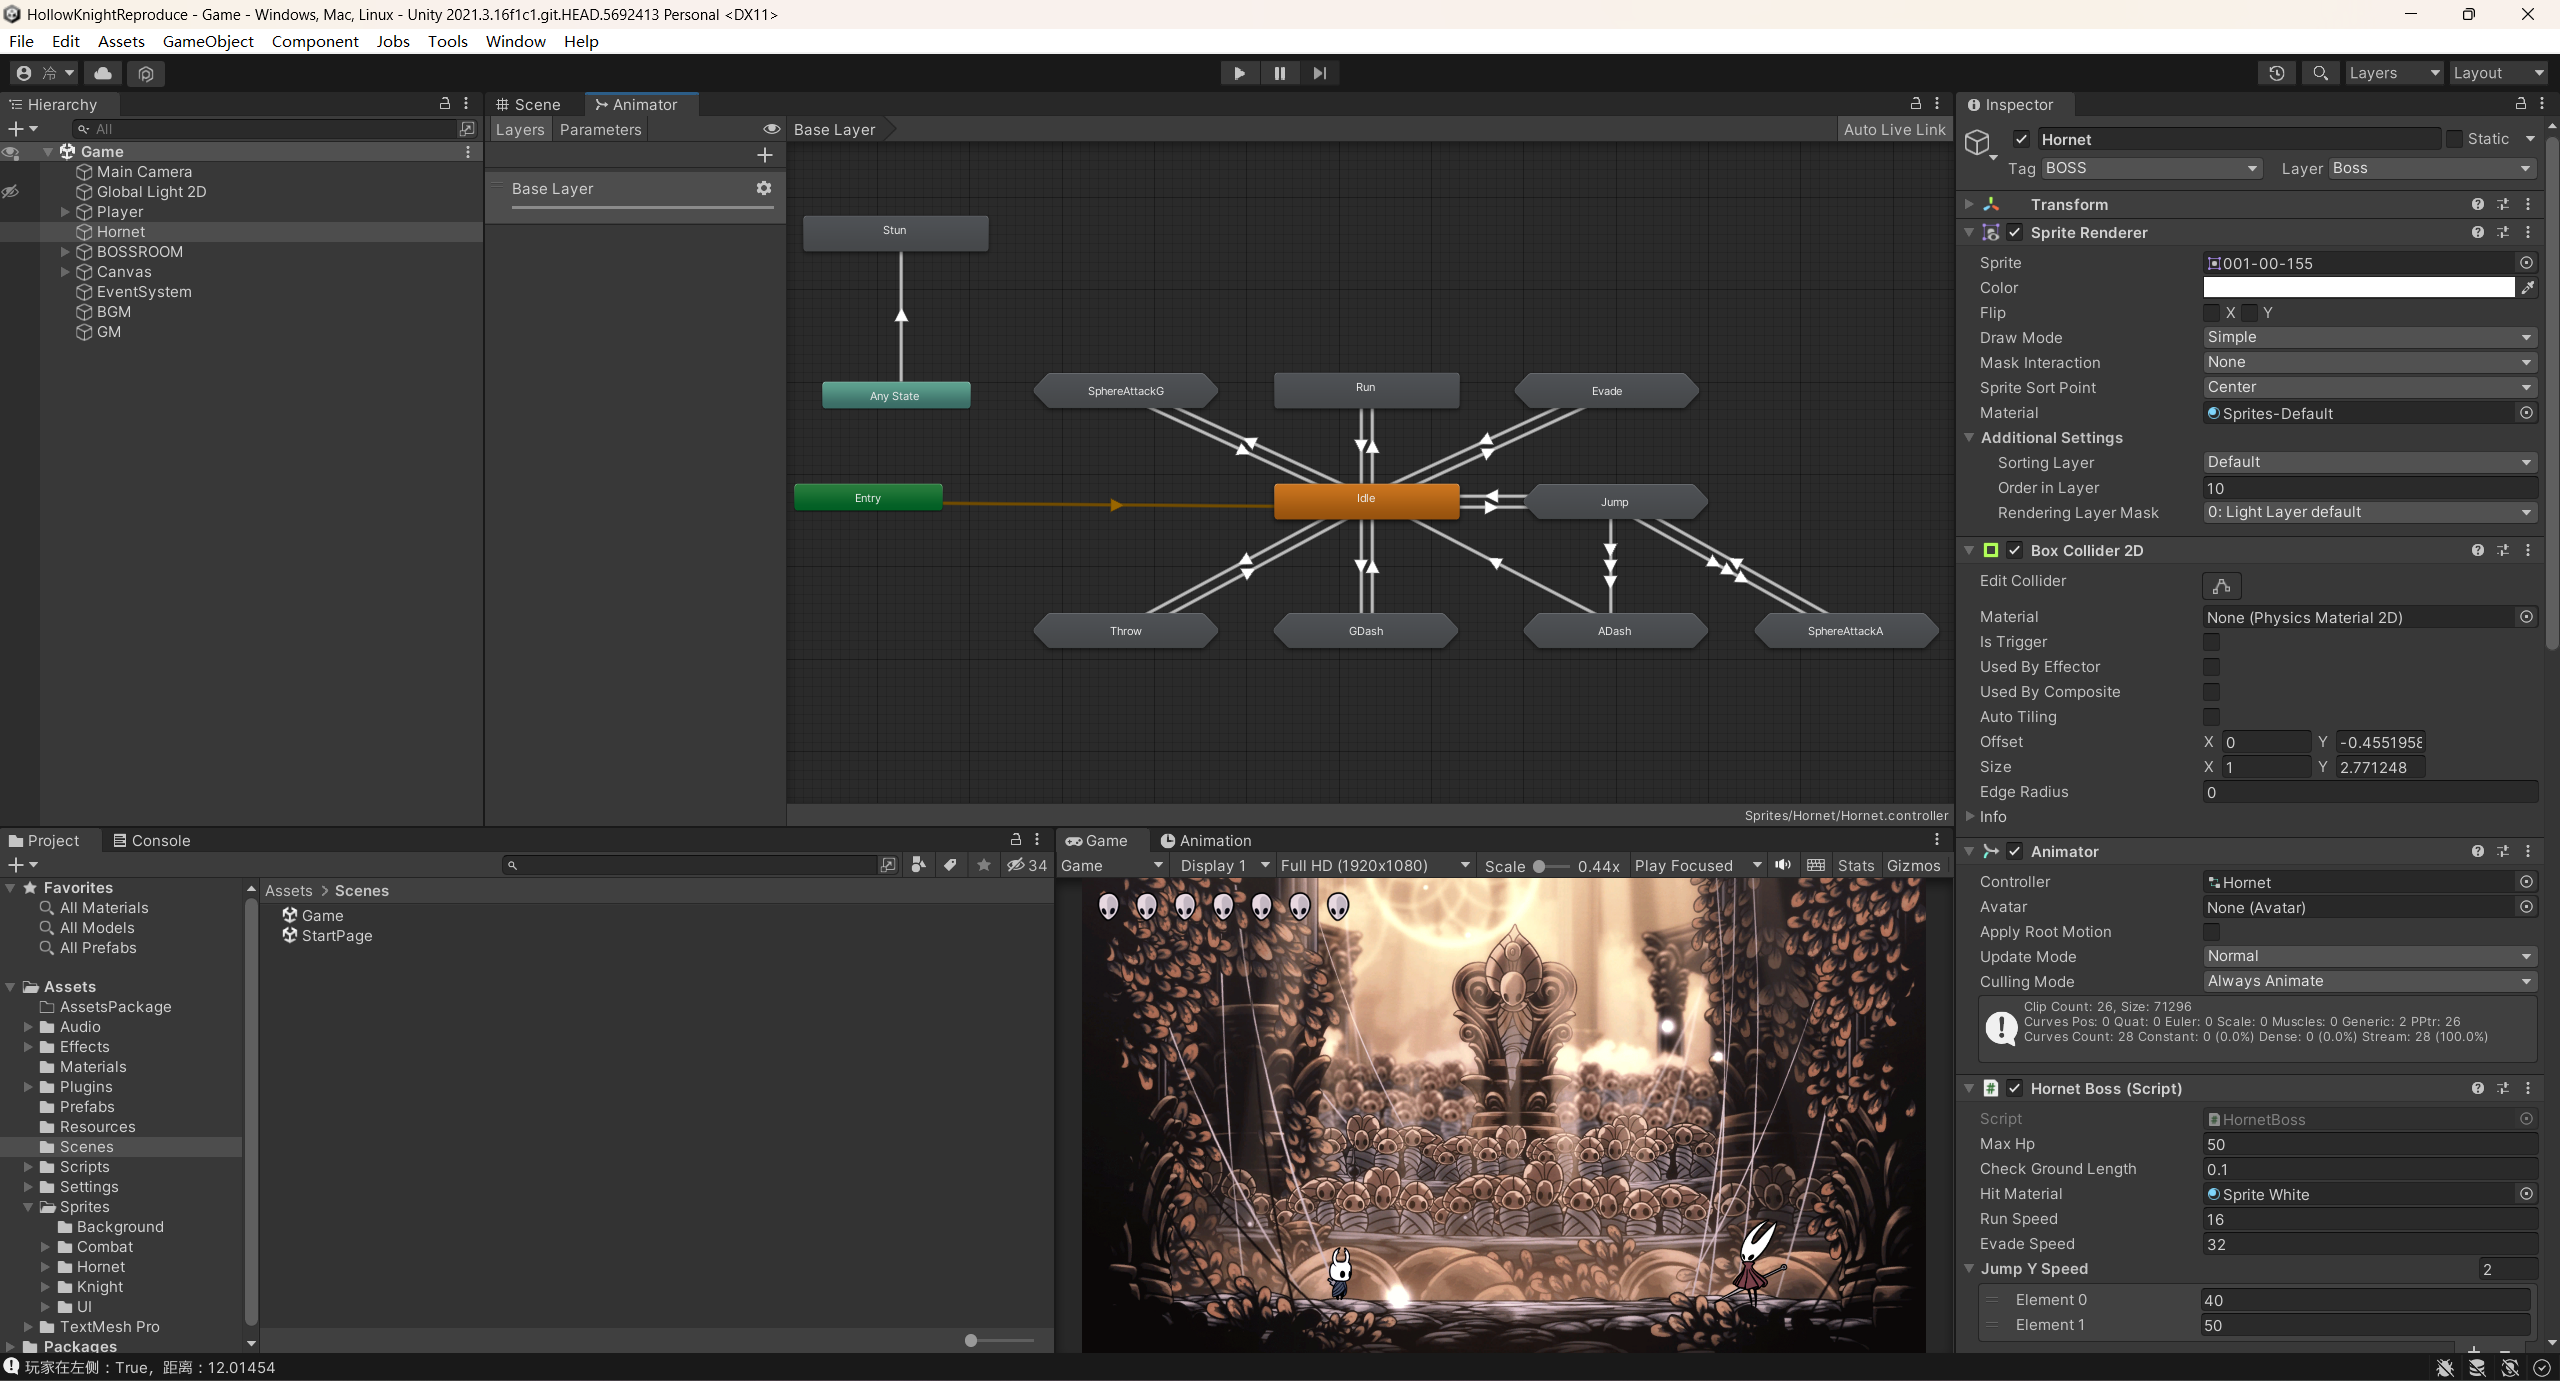 HollowKnightReproduce - Game - Windows, Mac, Linux - Unity 2021.3.16f1c1.git.HEAD.5692413 Personal <DX11>
File Edit Assets GameObject Component Jobs Tools Window Help
冷 Layers Layout
Hierarchy
All
Game
Main Camera
Global Light 2D
Player
Hornet
BOSSROOM
Canvas
EventSystem
BGM
GM
Scene Animator
Layers Parameters Base Layer Auto Live Link
Base Layer
Stun
Any State
SphereAttackG
Run
Evade
Entry
Idle
Jump
Throw
GDash
ADash
SphereAttackA
Sprites/Hornet/Hornet.controller
Inspector
Hornet Static
Tag BOSS Layer Boss
Transform
Sprite Renderer
Sprite 001-00-155
Color
Flip X Y
Draw Mode Simple
Mask Interaction None
Sprite Sort Point Center
Material Sprites-Default
Additional Settings
Sorting Layer Default
Order in Layer 10
Rendering Layer Mask 0: Light Layer default
Box Collider 2D
Edit Collider
Material None (Physics Material 2D)
Is Trigger
Used By Effector
Used By Composite
Auto Tiling
Offset X 0 Y -0.4551958
Size X 1 Y 2.771248
Edge Radius 0
Info
Animator
Controller Hornet
Avatar None (Avatar)
Apply Root Motion
Update Mode Normal
Culling Mode Always Animate
Clip Count: 26, Size: 71296
Curves Pos: 0 Quat: 0 Euler: 0 Scale: 0 Muscles: 0 Generic: 2 PPtr: 26
Curves Count: 28 Constant: 0 (0.0%) Dense: 0 (0.0%) Stream: 28 (100.0%)
Hornet Boss (Script)
Script HornetBoss
Max Hp 50
Check Ground Length 0.1
Hit Material Sprite White
Run Speed 16
Evade Speed 32
Jump Y Speed 2
Element 0 40
Element 1 50
Project Console
34
Favorites
All Materials
All Models
All Prefabs
Assets
AssetsPackage
Audio
Effects
Materials
Plugins
Prefabs
Resources
Scenes
Scripts
Settings
Sprites
Background
Combat
Hornet
Knight
UI
TextMesh Pro
Packages
Assets > Scenes
Game
StartPage
Game Animation
Game Display 1 Full HD (1920x1080) Scale 0.44x Play Focused Stats Gizmos
玩家在左侧：True，距离：12.01454